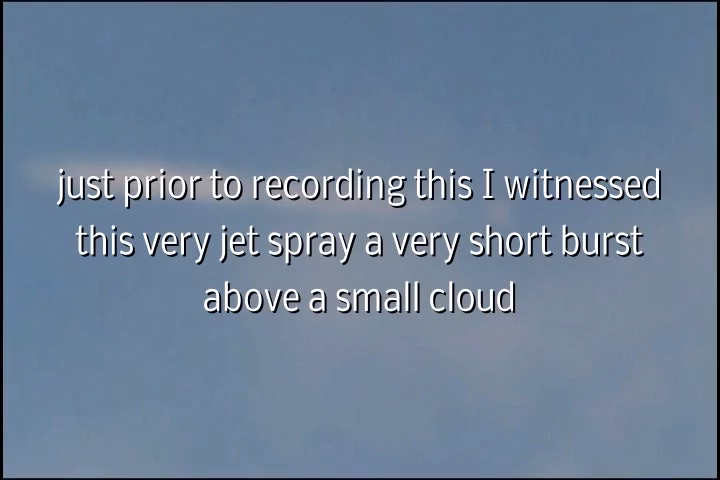 just prior to recording this I witnessed
this very jet spray a very short burst
above a small cloud